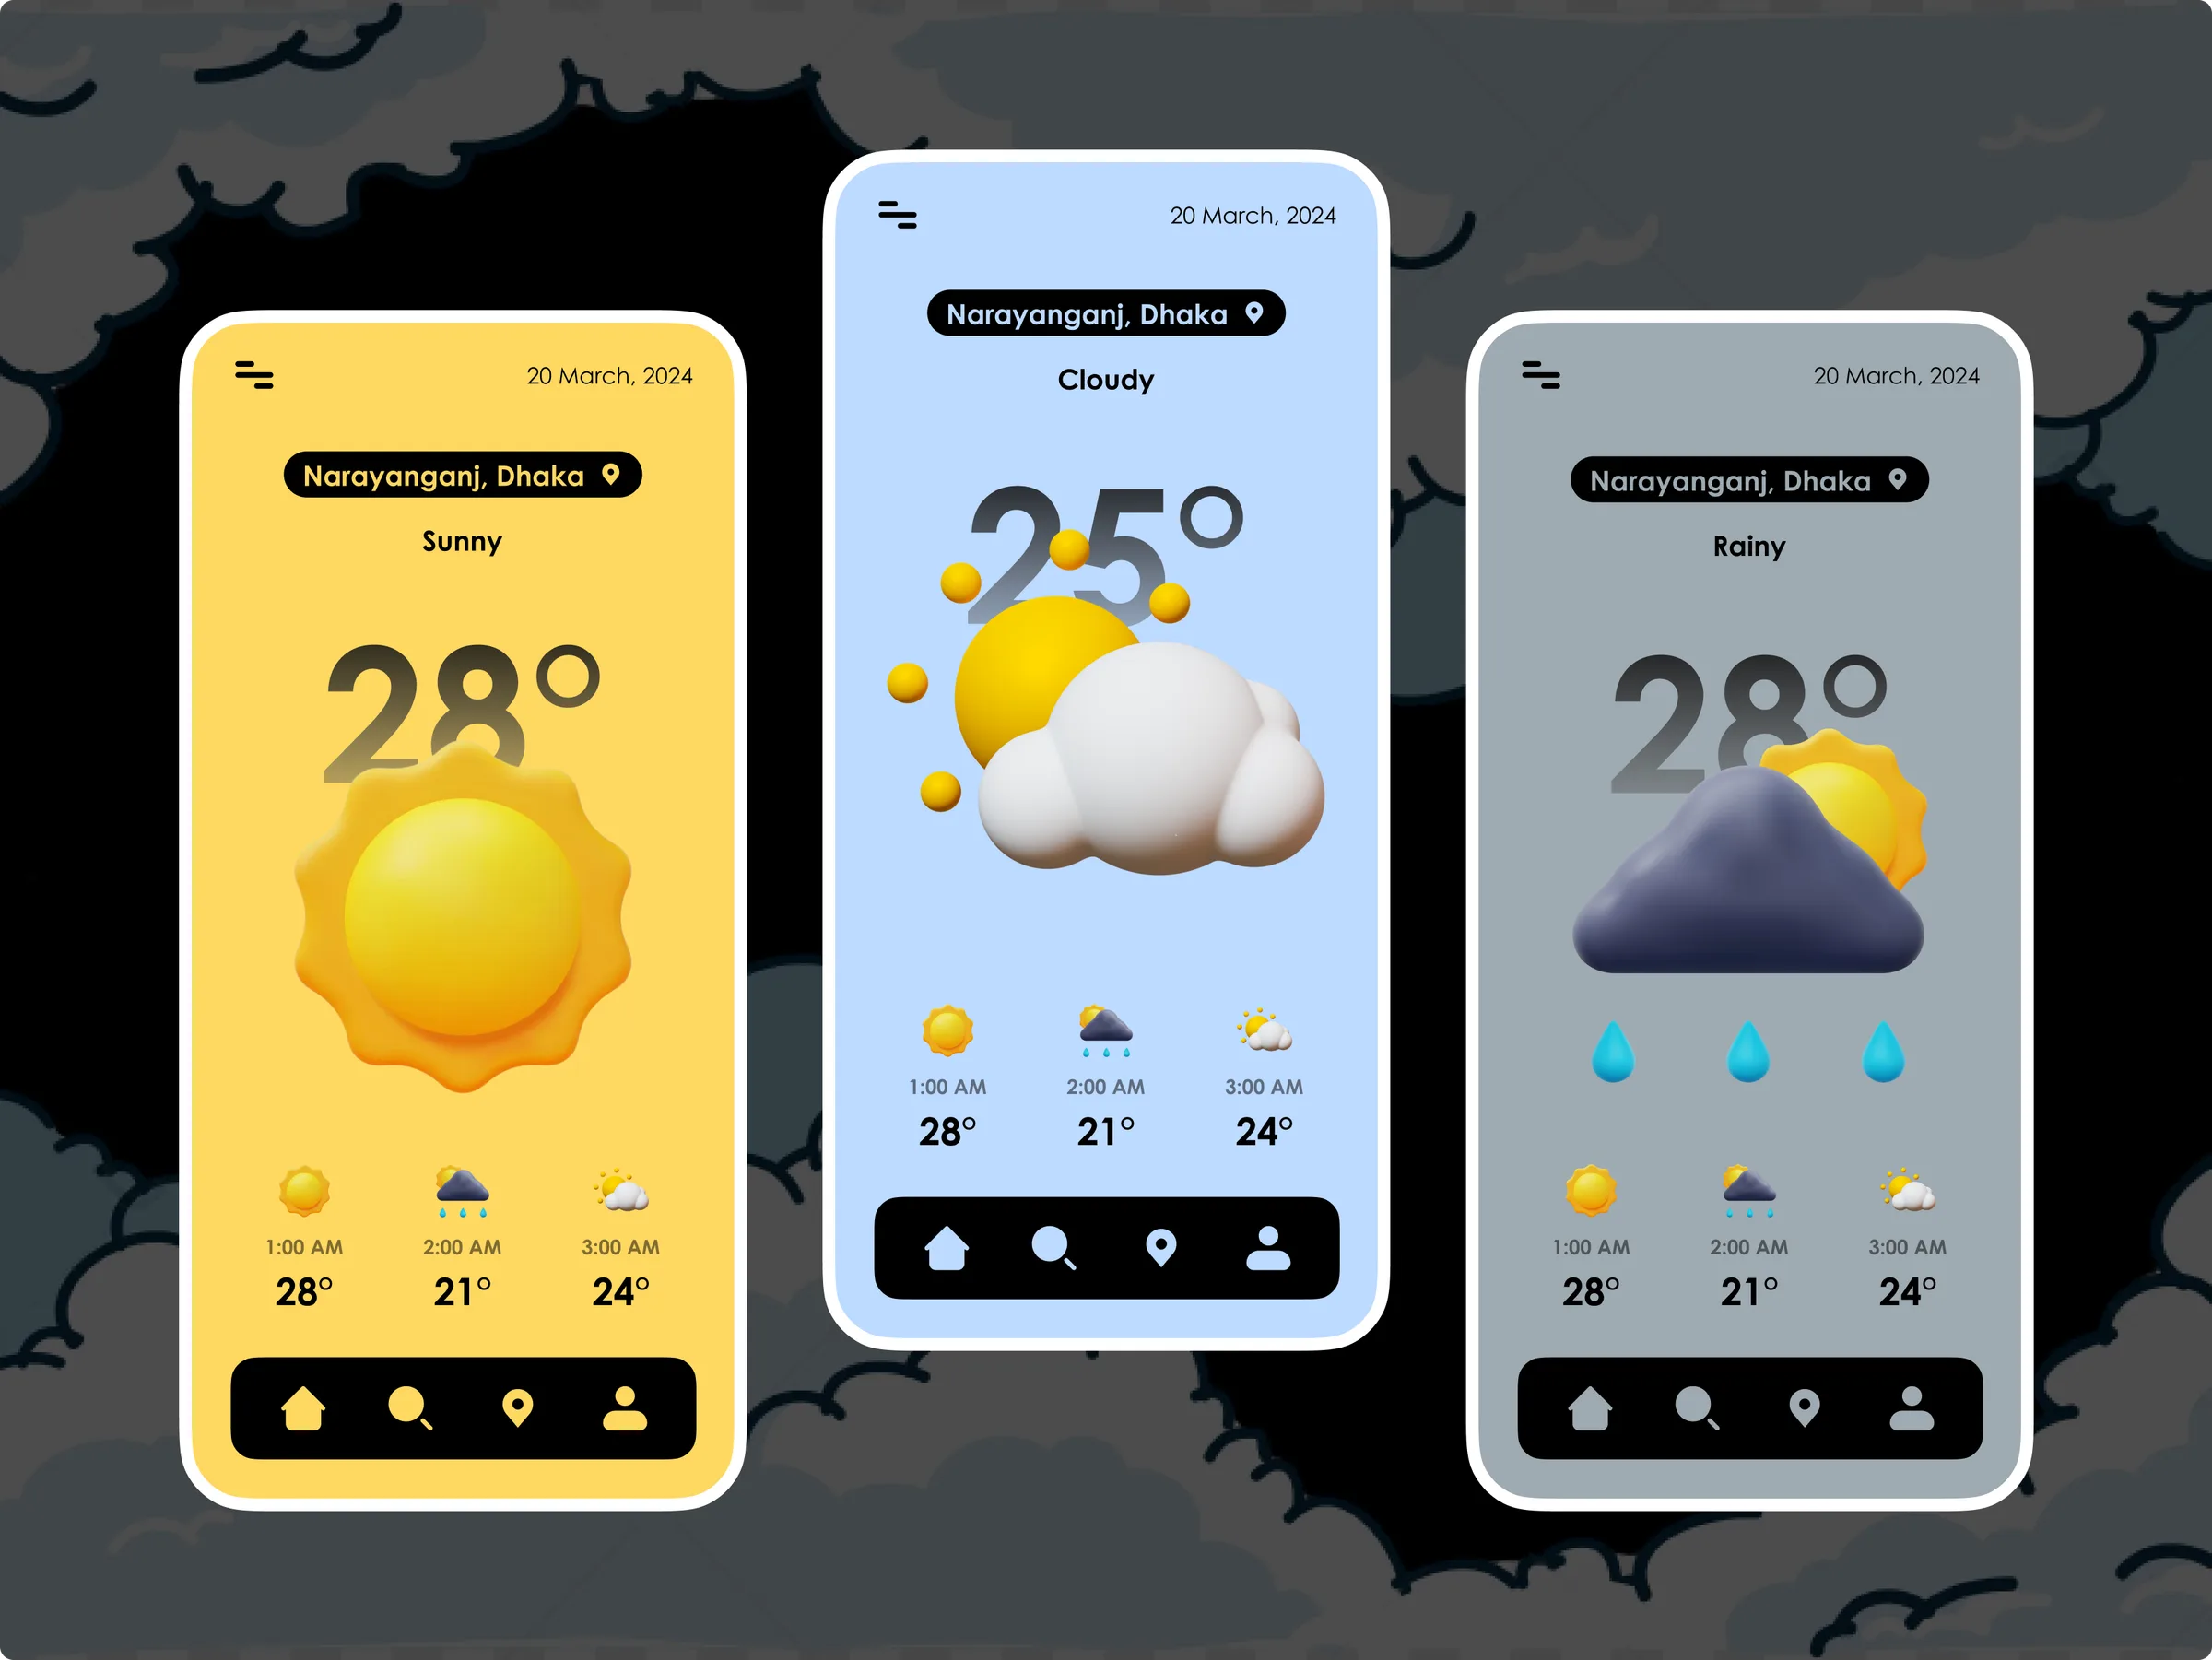 20 March, 2024
Narayanganj, Dhaka
Sunny
28°
1:00 AM
2:00 AM
3:00 AM
28°
21°
24°
20 March, 2024
Narayanganj, Dhaka
Cloudy
25°
1:00 AM
2:00 AM
3:00 AM
28°
21°
24°
20 March, 2024
Narayanganj, Dhaka
Rainy
28°
1:00 AM
2:00 AM
3:00 AM
28°
21°
24°